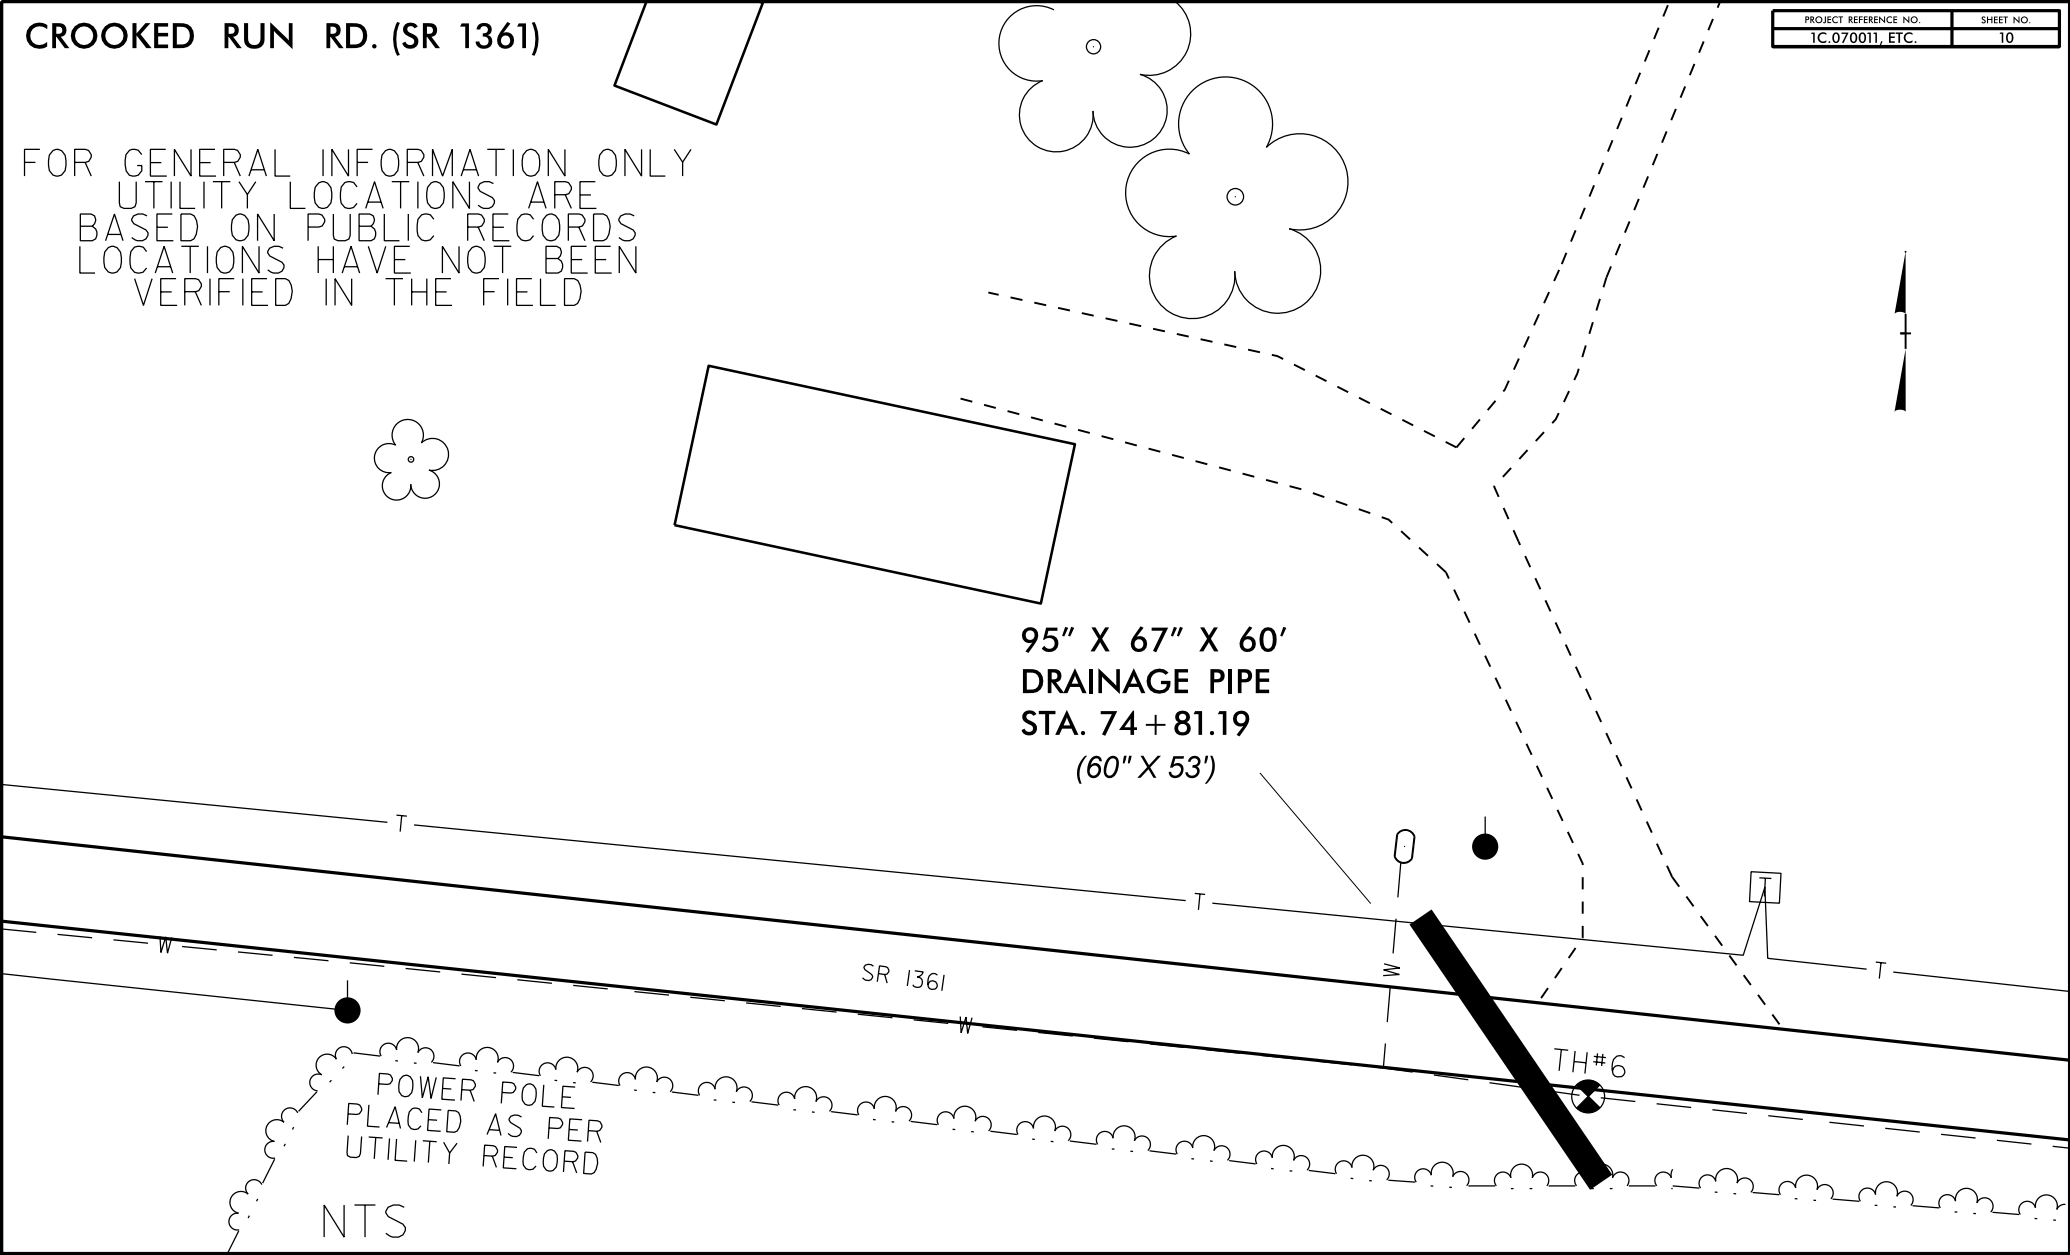 CROOKED RUN RD. (SR 1361)
PROJECT REFERENCE NO.
SHEET NO.
1C.070011, ETC.
10
FOR GENERAL INFORMATION ONLY
UTILITY LOCATIONS ARE
BASED ON PUBLIC RECORDS
LOCATIONS HAVE NOT BEEN
VERIFIED IN THE FIELD
95" X 67" X 60'
DRAINAGE PIPE
STA. 74+81.19
(60" X 53')
T
T
T
T
W
SR 1361
W
W
TH#6
POWER POLE
PLACED AS PER
UTILITY RECORD
NTS